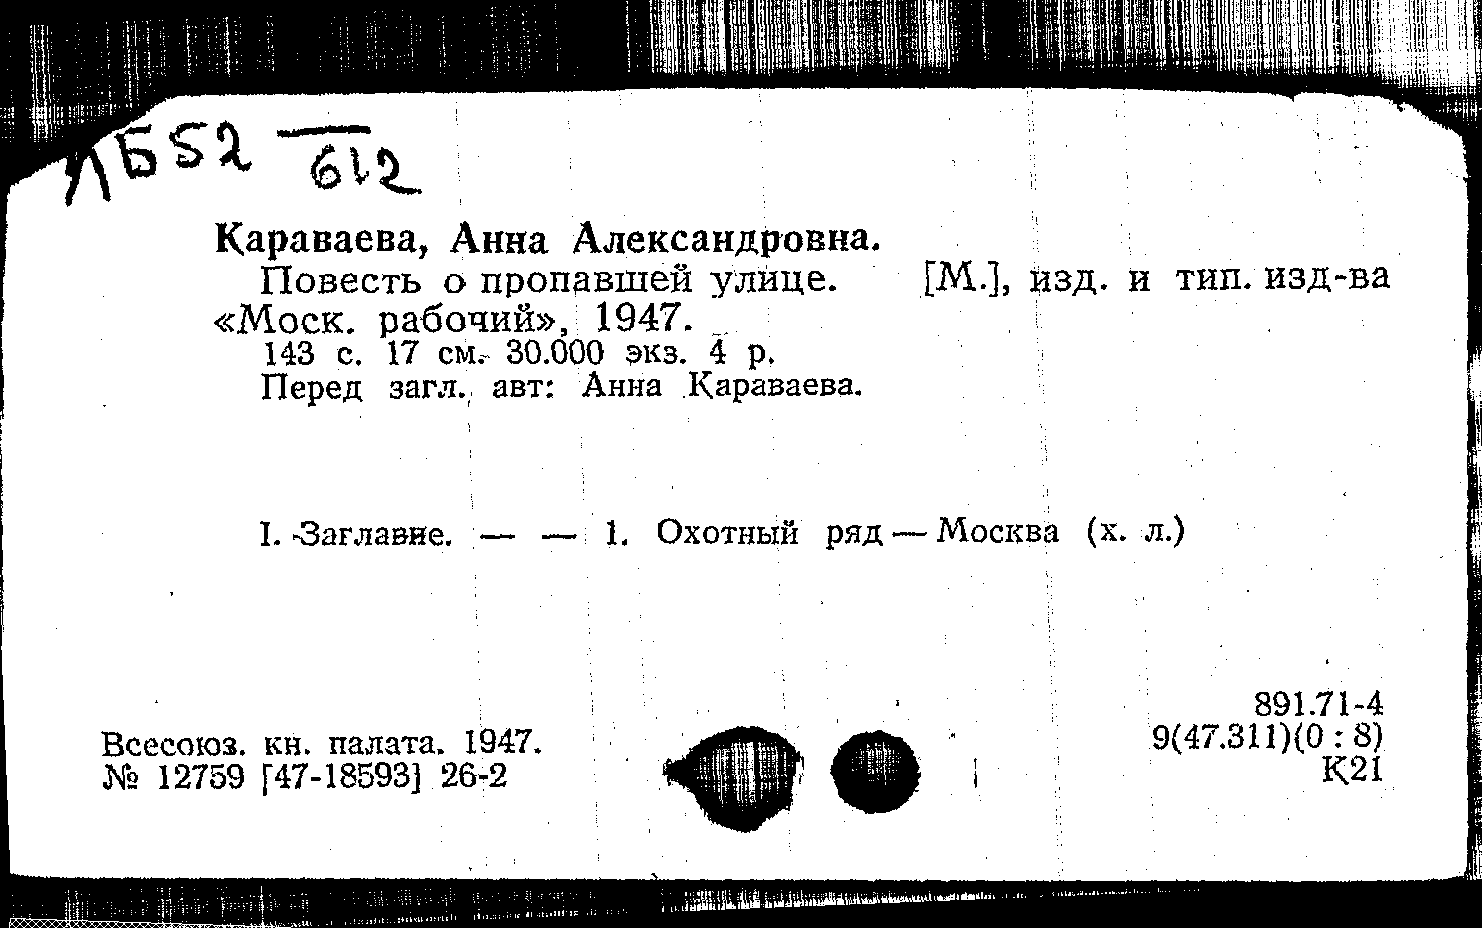 ЛБ52 612
Караваева, Анна Александровна.
Повесть о пропавшей улице. [М.], изд. и тип. изд-ва
«Моск. рабочий», 1947.
143 с. 17 см. 30.000 экз. 4 р.
Перед загл. авт: Анна Караваева.
I. Заглавие. — — 1. Охотный ряд — Москва (х. л.)
891.71-4
Всесоюз. кн. палата. 1947. 9(47.311)(0 : 8)
№ 12759 [47-18593] 26-2 К21